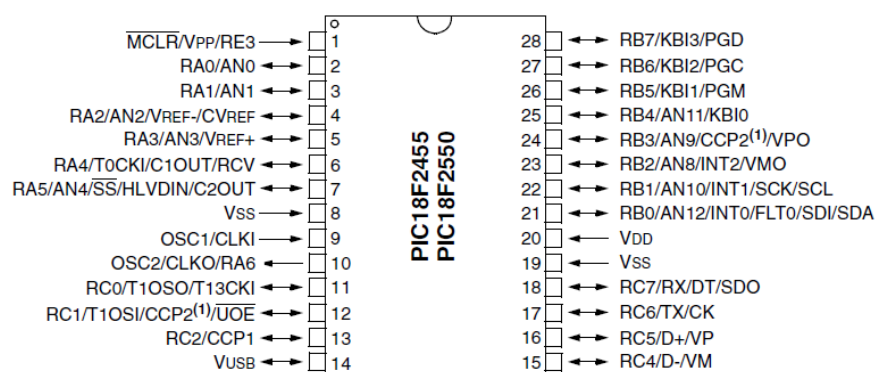 MCLR/VPP/RE3 1
RA0/AN0 2
RA1/AN1 3
RA2/AN2/VREF-/CVREF 4
RA3/AN3/VREF+ 5
RA4/T0CKI/C1OUT/RCV 6
RA5/AN4/SS/HLVDIN/C2OUT 7
VSS 8
OSC1/CLKI 9
OSC2/CLKO/RA6 10
RC0/T1OSO/T13CKI 11
RC1/T1OSI/CCP2(1)/UOE 12
RC2/CCP1 13
VUSB 14
PIC18F2455
PIC18F2550
28 RB7/KBI3/PGD
27 RB6/KBI2/PGC
26 RB5/KBI1/PGM
25 RB4/AN11/KBI0
24 RB3/AN9/CCP2(1)/VPO
23 RB2/AN8/INT2/VMO
22 RB1/AN10/INT1/SCK/SCL
21 RB0/AN12/INT0/FLT0/SDI/SDA
20 VDD
19 VSS
18 RC7/RX/DT/SDO
17 RC6/TX/CK
16 RC5/D+/VP
15 RC4/D-/VM